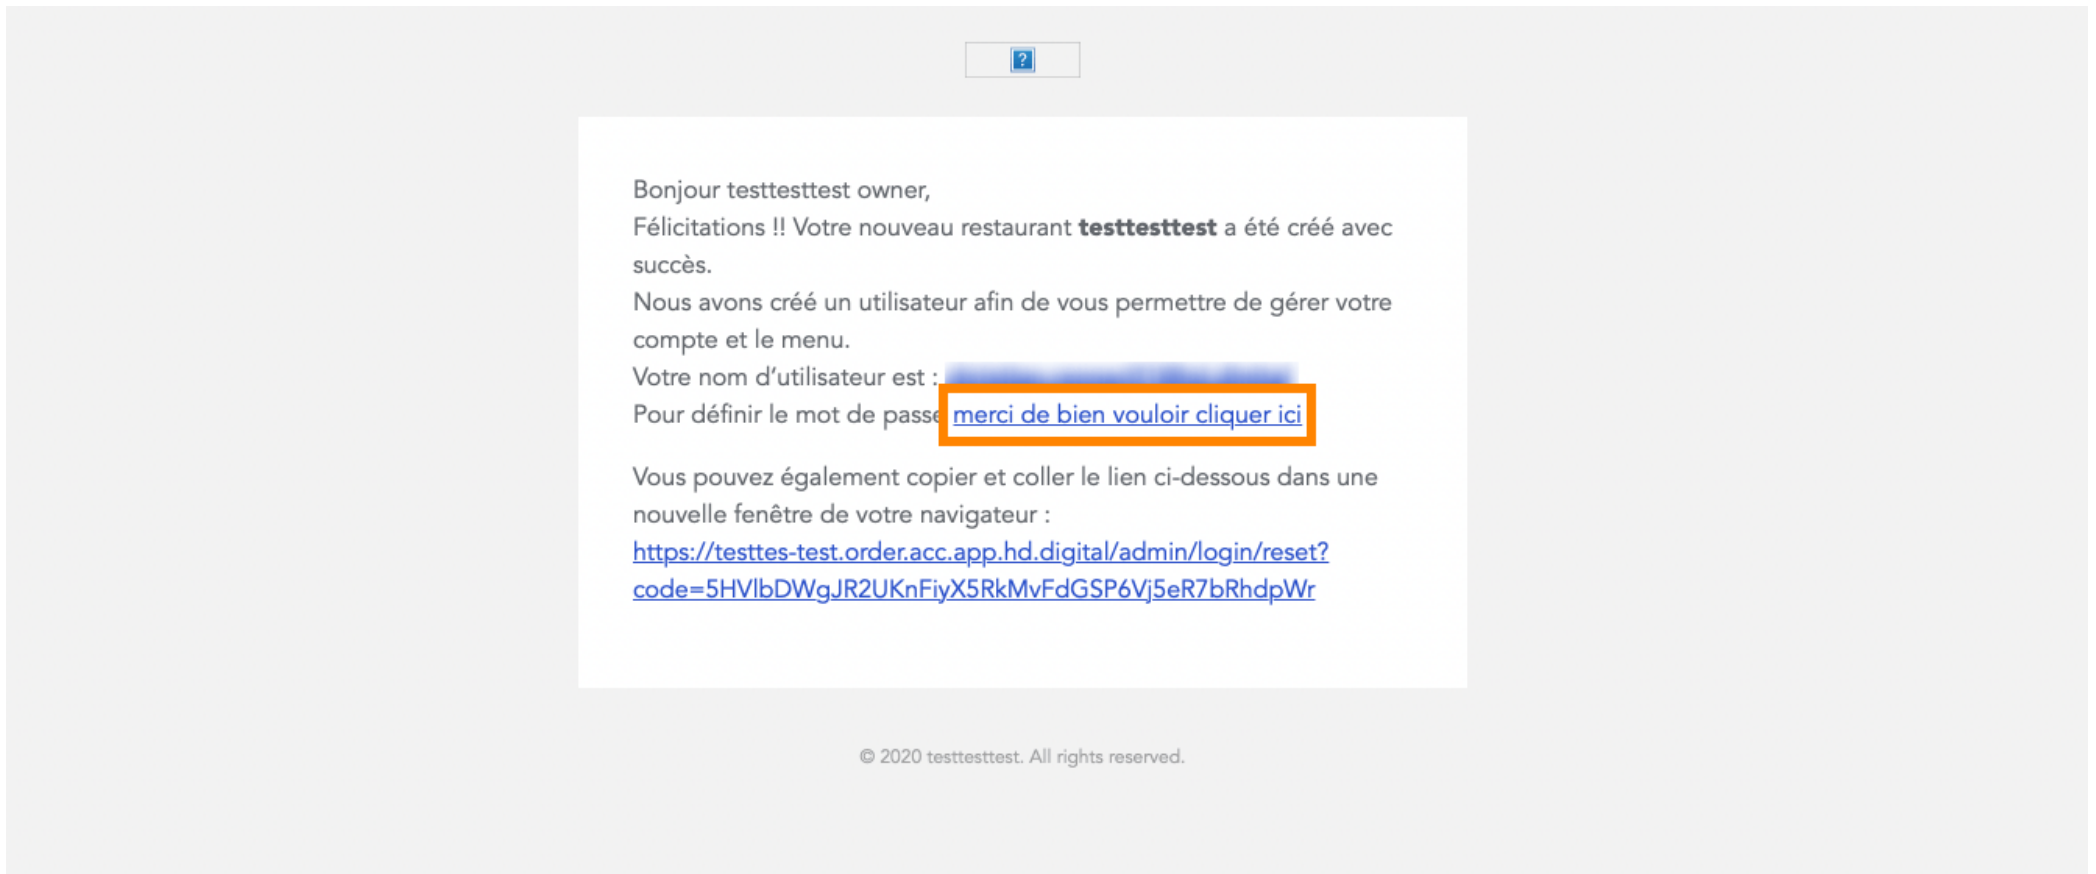 Bonjour testtesttest owner,
Félicitations !! Votre nouveau restaurant testtesttest a été créé avec
succès.
Nous avons créé un utilisateur afin de vous permettre de gérer votre
compte et le menu.
Votre nom d’utilisateur est :
Pour définir le mot de passe merci de bien vouloir cliquer ici
Vous pouvez également copier et coller le lien ci-dessous dans une
nouvelle fenêtre de votre navigateur :
https://testtes-test.order.acc.app.hd.digital/admin/login/reset?
code=5HVlbDWgJR2UKnFiyX5RkMvFdGSP6Vj5eR7bRhdpWr
© 2020 testtesttest. All rights reserved.